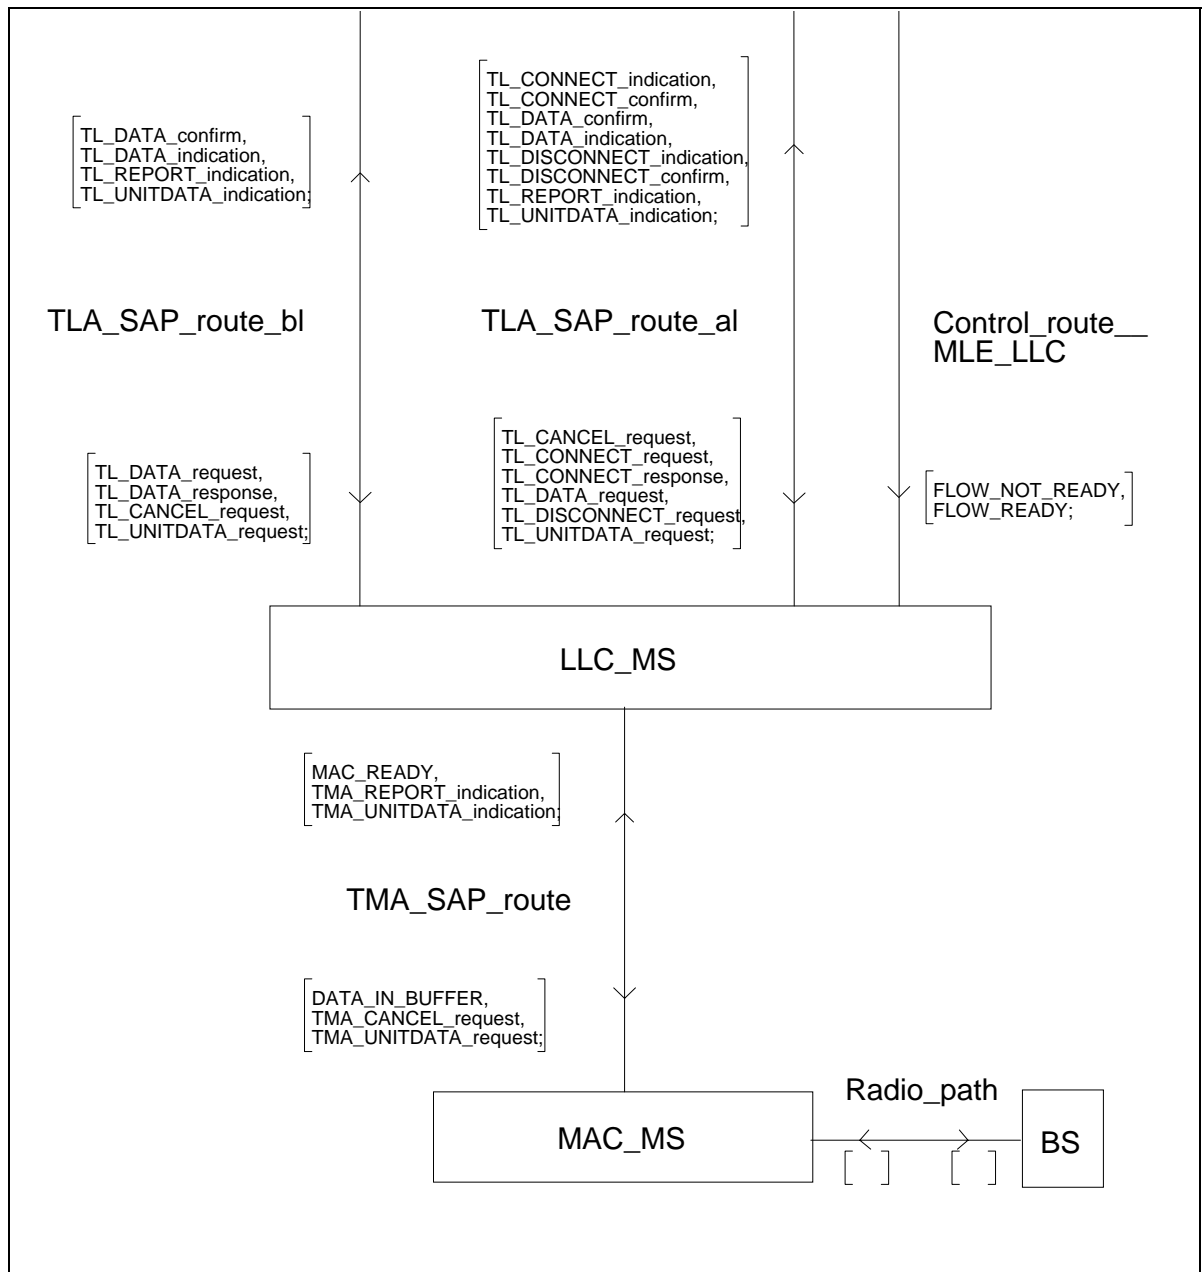 TL_DATA_confirm,
TL_DATA_indication,
TL_REPORT_indication,
TL_UNITDATA_indication;
TL_CONNECT_indication,
TL_CONNECT_confirm,
TL_DATA_confirm,
TL_DATA_indication,
TL_DISCONNECT_indication,
TL_DISCONNECT_confirm,
TL_REPORT_indication,
TL_UNITDATA_indication;
TLA_SAP_route_bl
TLA_SAP_route_al
Control_route__
MLE_LLC
TL_DATA_request,
TL_DATA_response,
TL_CANCEL_request,
TL_UNITDATA_request;
TL_CANCEL_request,
TL_CONNECT_request,
TL_CONNECT_response,
TL_DATA_request,
TL_DISCONNECT_request,
TL_UNITDATA_request;
FLOW_NOT_READY,
FLOW_READY;
LLC_MS
MAC_READY,
TMA_REPORT_indication,
TMA_UNITDATA_indication;
TMA_SAP_route
DATA_IN_BUFFER,
TMA_CANCEL_request,
TMA_UNITDATA_request;
Radio_path
MAC_MS
BS